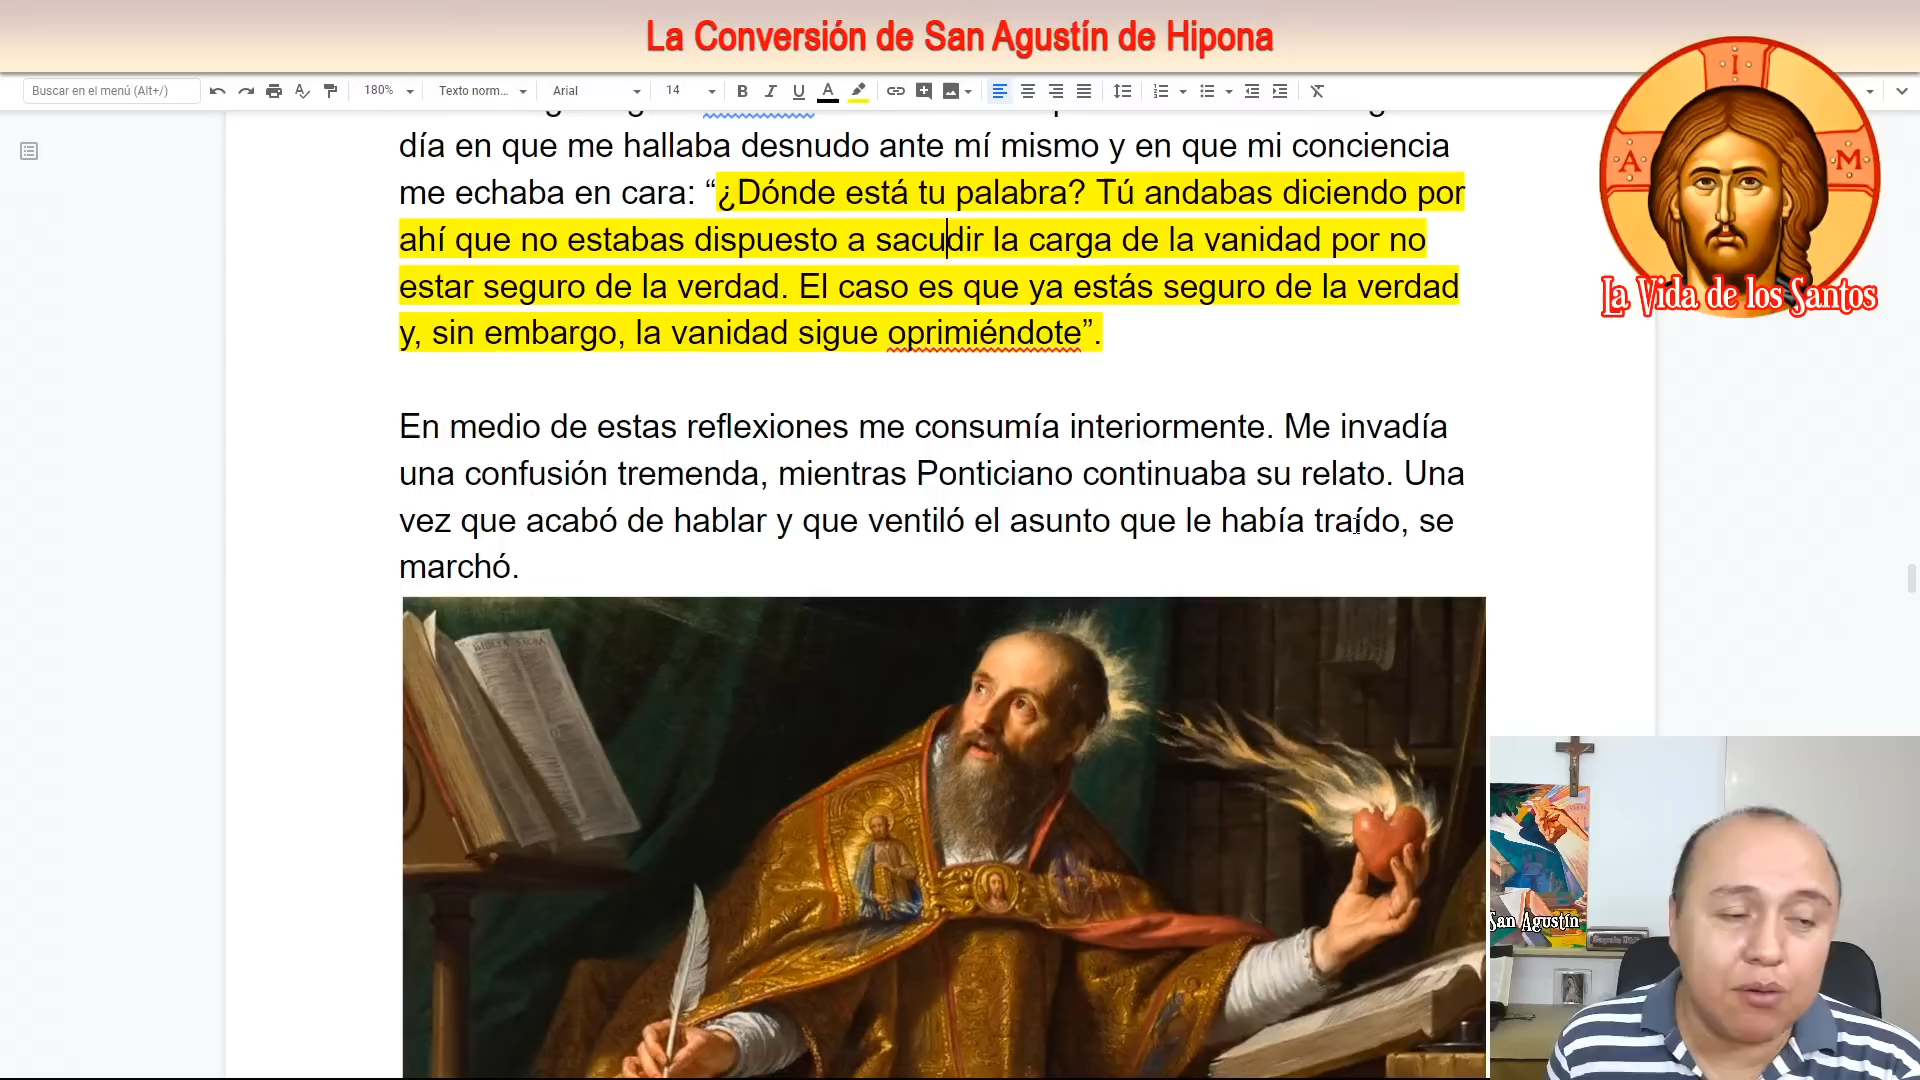 La Conversión de San Agustín de Hipona
Buscar en el menú (Alt+/)
180%
Texto norm...
Arial
14
día en que me hallaba desnudo ante mí mismo y en que mi conciencia
me echaba en cara: “¿Dónde está tu palabra? Tú andabas diciendo por
ahí que no estabas dispuesto a sacudir la carga de la vanidad por no
estar seguro de la verdad. El caso es que ya estás seguro de la verdad
y, sin embargo, la vanidad sigue oprimiéndote”.
En medio de estas reflexiones me consumía interiormente. Me invadía
una confusión tremenda, mientras Ponticiano continuaba su relato. Una
vez que acabó de hablar y que ventiló el asunto que le había traído, se
marchó.
I
A M
La Vida de los Santos
BIBLIA SACRA
San Agustín